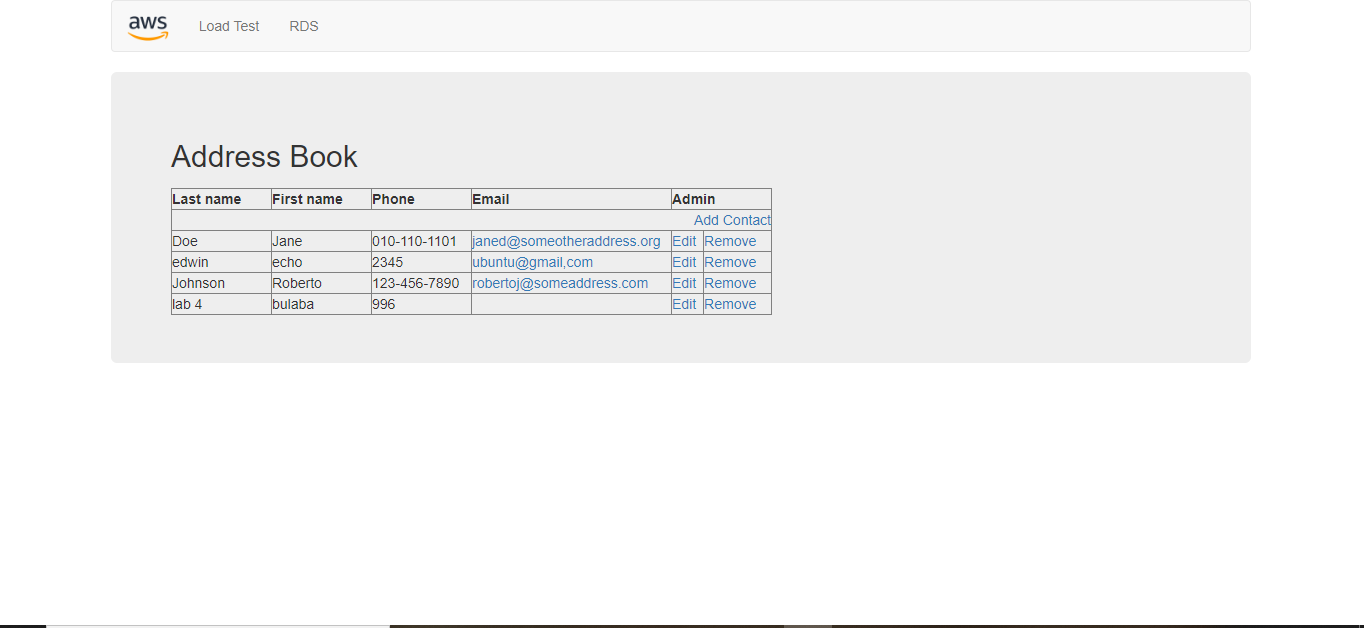 aws Load Test RDS
Address Book
Last name First name Phone Email Admin
Add Contact
Doe Jane 010-110-1101 janed@someotheraddress.org Edit Remove
edwin echo 2345 ubuntu@gmail,com Edit Remove
Johnson Roberto 123-456-7890 robertoj@someaddress.com Edit Remove
lab 4 bulaba 996 Edit Remove